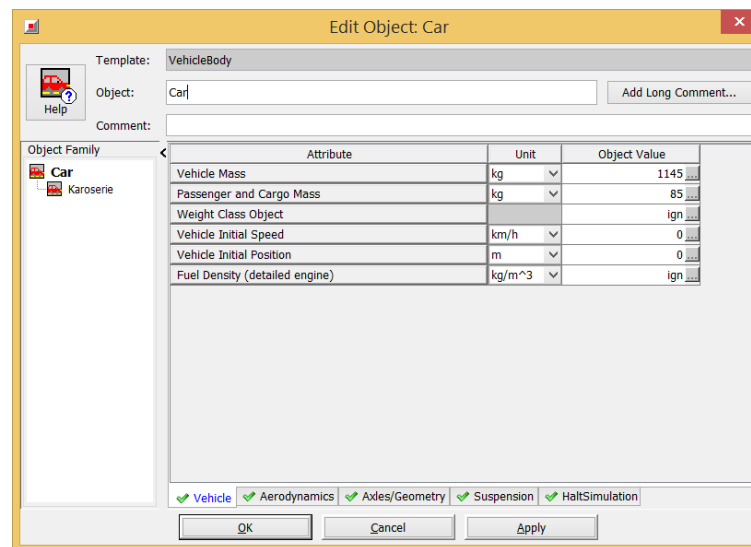 Edit Object: Car
Template: VehicleBody
Help
Object: Car Add Long Comment...
Comment:
Object Family
Car
Karoserie
Attribute Unit Object Value
Vehicle Mass kg 1145 ...
Passenger and Cargo Mass kg 85 ...
Weight Class Object ign ...
Vehicle Initial Speed km/h 0 ...
Vehicle Initial Position m 0 ...
Fuel Density (detailed engine) kg/m^3 ign ...
Vehicle Aerodynamics Axles/Geometry Suspension HaltSimulation
OK Cancel Apply